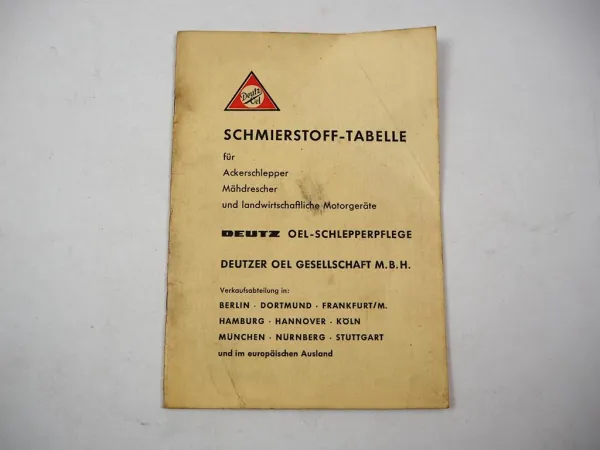 Deutz
Oel
SCHMIERSTOFF-TABELLE
für
Ackerschlepper
Mähdrescher
und landwirtschaftliche Motorgeräte
DEUTZ OEL-SCHLEPPERPFLEGE
DEUTZER OEL GESELLSCHAFT M.B.H.
Verkaufsabteilung in:
BERLIN · DORTMUND · FRANKFURT/M.
HAMBURG · HANNOVER · KÖLN
MÜNCHEN · NÜRNBERG · STUTTGART
und im europäischen Ausland